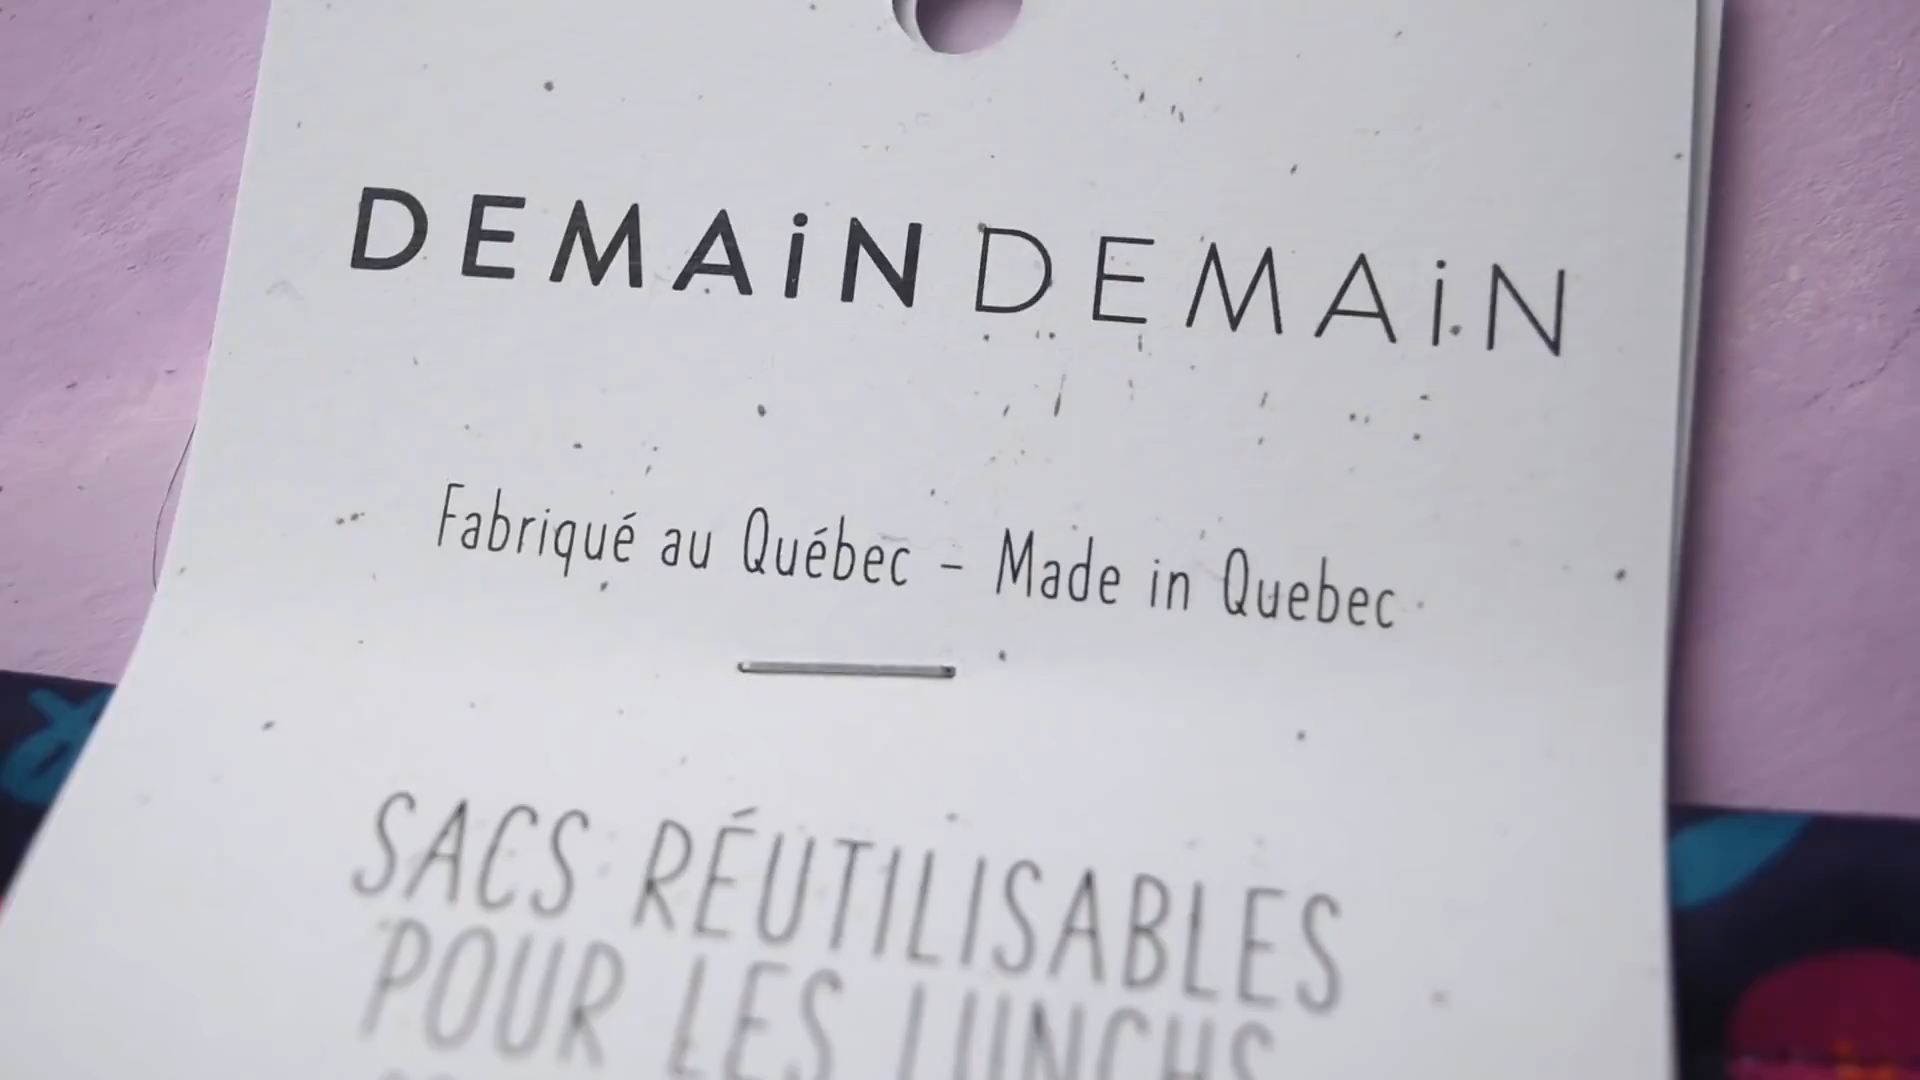 DEMAiN DEMAiN
Fabriqué au Québec - Made in Quebec
SACS RÉUTILISABLES
POUR LES LUNCHS